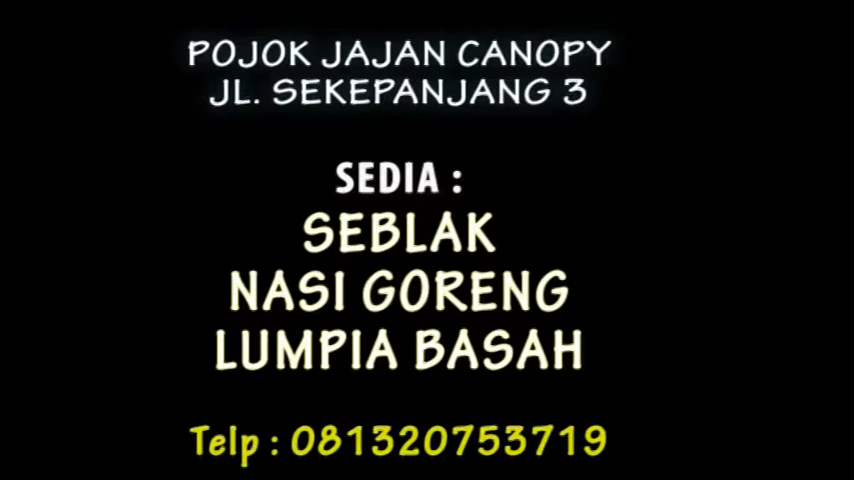 POJOK JAJAN CANOPY
JL. SEKEPANJANG 3
SEDIA :
SEBLAK
NASI GORENG
LUMPIA BASAH
Telp : 081320753719